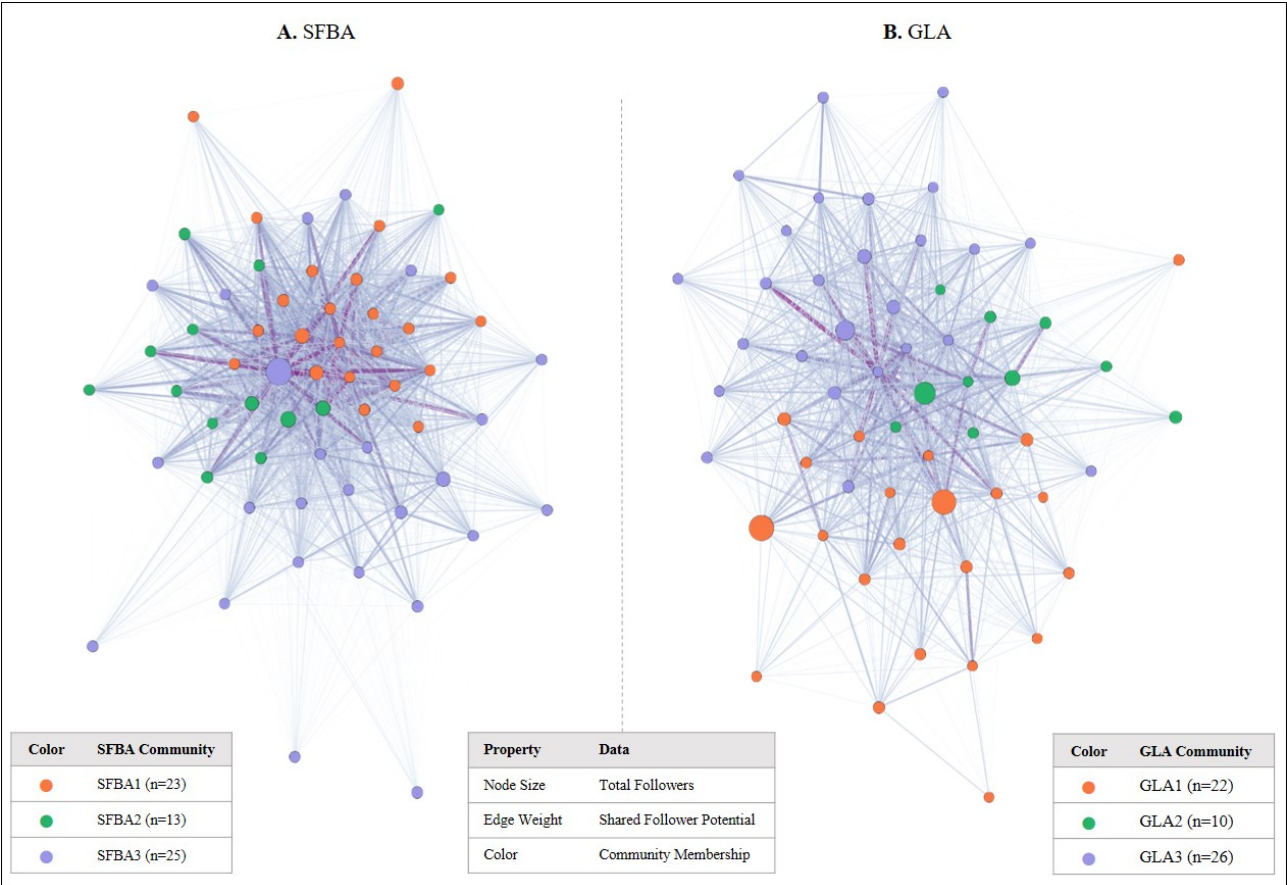 A. SFBA
B. GLA
Color SFBA Community
SFBA1 (n=23)
SFBA2 (n=13)
SFBA3 (n=25)
Property Data
Node Size Total Followers
Edge Weight Shared Follower Potential
Color Community Membership
Color GLA Community
GLA1 (n=22)
GLA2 (n=10)
GLA3 (n=26)